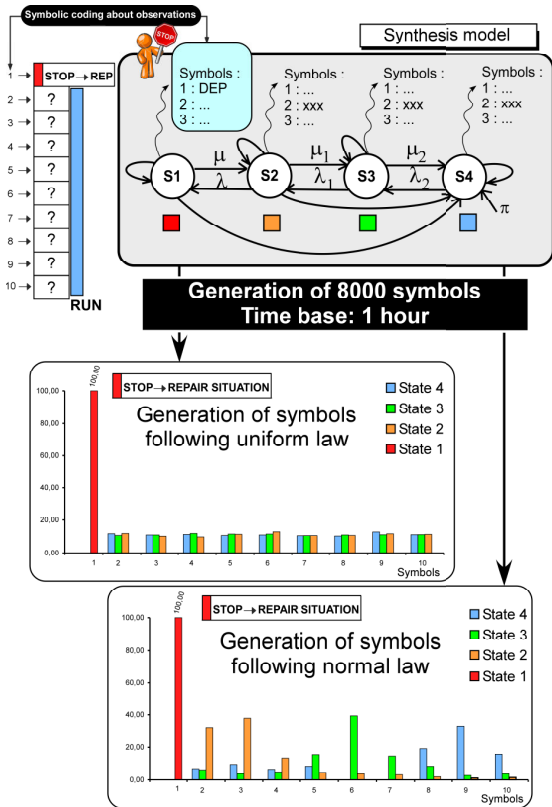 Symbolic coding about observations
STOP
Synthesis model
1 → STOP→REP
2 → ?
3 → ?
4 → ?
5 → ?
6 → ?
7 → ?
8 → ?
9 → ?
10 → ?
RUN
Symbols :
1 : DEP
2 : ...
3 : ...
Symbols :
1 : ...
2 : xxx
3 : ...
Symbols :
1 : ...
2 : xxx
3 : ...
Symbols :
1 : ...
2 : xxx
3 : ...
S1 μ λ S2 μ1 λ1 S3 μ2 λ2 S4
π
Generation of 8000 symbols
Time base: 1 hour
STOP→REPAIR SITUATION
Generation of symbols
following uniform law
State 4
State 3
State 2
State 1
100,00
80,00
60,00
40,00
20,00
0,00
1 2 3 4 5 6 7 8 9 10
Symbols
100,00
STOP→REPAIR SITUATION
Generation of symbols
following normal law
State 4
State 3
State 2
State 1
100,00
80,00
60,00
40,00
20,00
0,00
1 2 3 4 5 6 7 8 9 10
Symbols